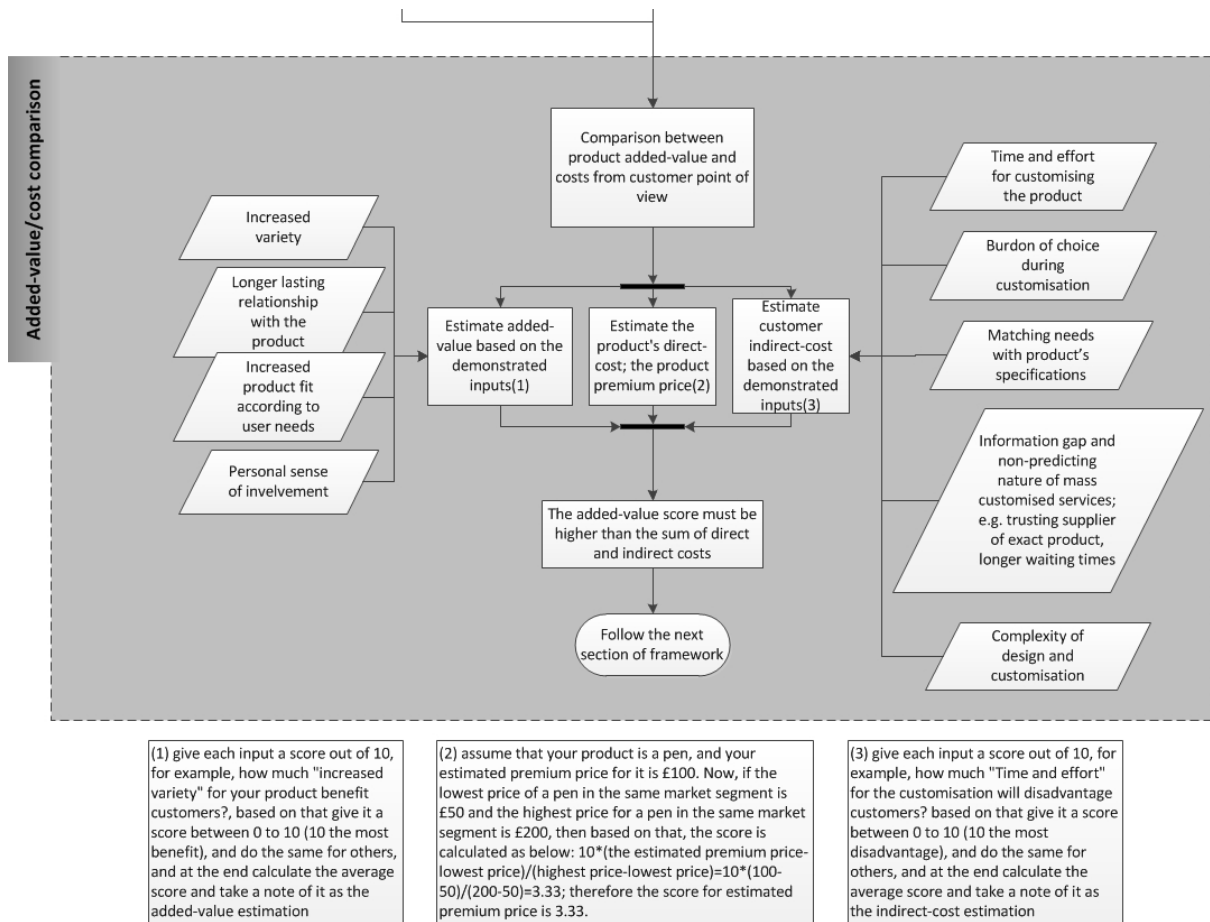 Added-value/cost comparison
Comparison between
product added-value and
costs from customer point of
view
Increased
variety
Longer lasting
relationship
with the
product
Increased
product fit
according to
user needs
Personal sense
of invelvement
Estimate added-
value based on the
demonstrated
inputs(1)
Estimate the
product's direct-
cost; the product
premium price(2)
Estimate
customer
indirect-cost
based on the
demonstrated
inputs(3)
Time and effort
for customising
the product
Burdon of choice
during
customisation
Matching needs
with product's
specifications
Information gap and
non-predicting
nature of mass
customised services;
e.g. trusting supplier
of exact product,
longer waiting times
Complexity of
design and
customisation
The added-value score must be
higher than the sum of direct
and indirect costs
Follow the next
section of framework
(1) give each input a score out of 10,
for example, how much "increased
variety" for your product benefit
customers?, based on that give it a
score between 0 to 10 (10 the most
benefit), and do the same for others,
and at the end calculate the average
score and take a note of it as the
added-value estimation
(2) assume that your product is a pen, and your
estimated premium price for it is £100. Now, if the
lowest price of a pen in the same market segment is
£50 and the highest price for a pen in the same market
segment is £200, then based on that, the score is
calculated as below: 10*(the estimated premium price-
lowest price)/(highest price-lowest price)=10*(100-
50)/(200-50)=3.33; therefore the score for estimated
premium price is 3.33.
(3) give each input a score out of 10, for
example, how much "Time and effort"
for the customisation will disadvantage
customers? based on that give it a score
between 0 to 10 (10 the most
disadvantage), and do the same for
others, and at the end calculate the
average score and take a note of it as
the indirect-cost estimation